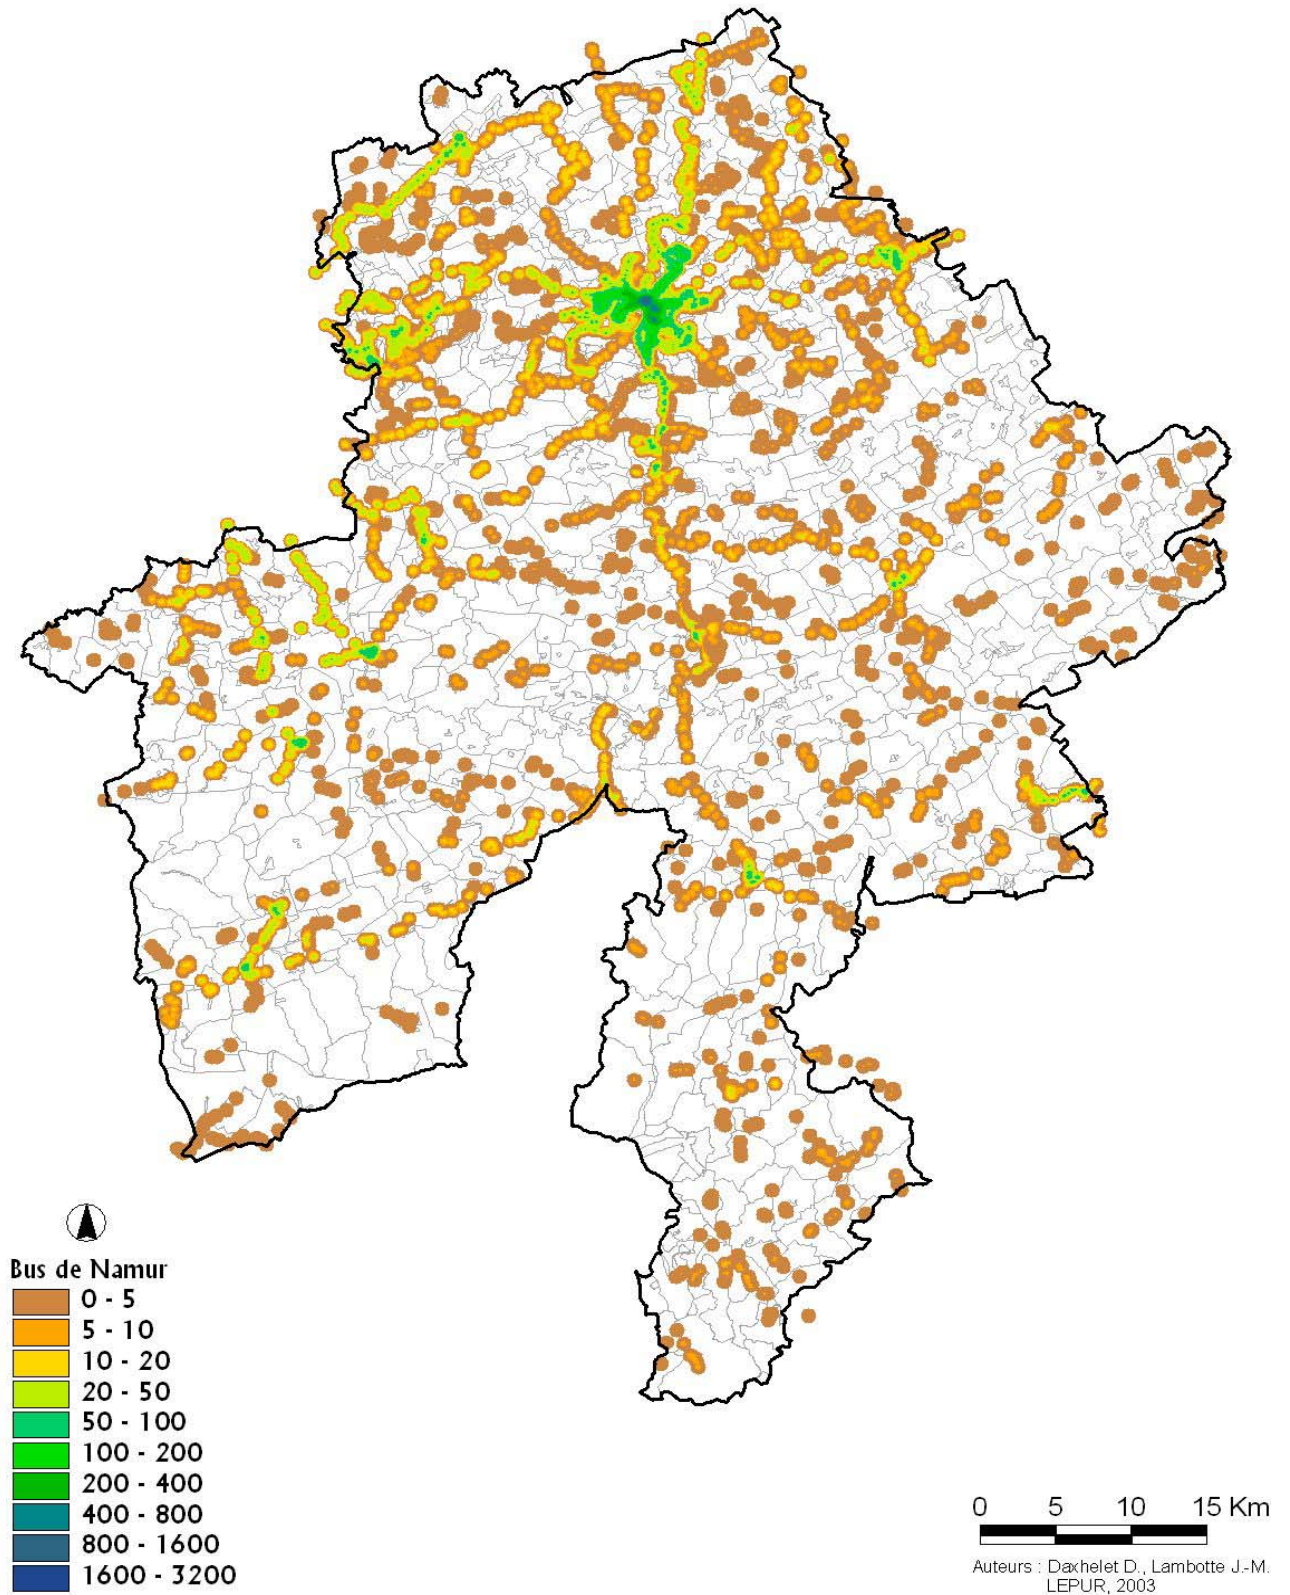 Bus de Namur
0 - 5
5 - 10
10 - 20
20 - 50
50 - 100
100 - 200
200 - 400
400 - 800
800 - 1600
1600 - 3200
0 5 10 15 Km
Auteurs : Daxhelet D., Lambotte J.-M.
LEPUR, 2003